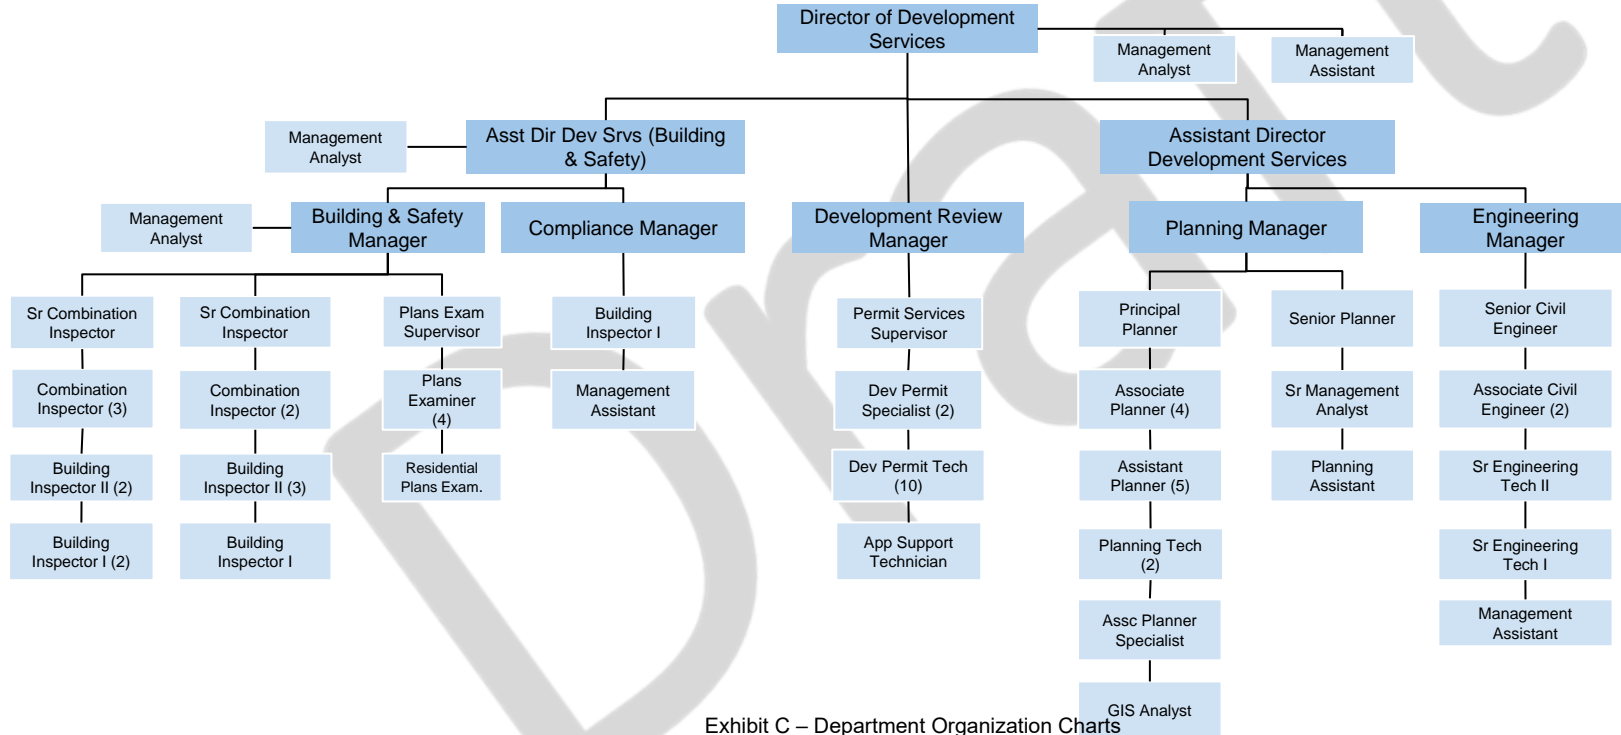 Director of Development
Services
Management
Analyst
Management
Assistant
Management
Analyst
Asst Dir Dev Srvs (Building
& Safety)
Assistant Director
Development Services
Management
Analyst
Building & Safety
Manager
Compliance Manager
Development Review
Manager
Planning Manager
Engineering
Manager
Sr Combination
Inspector
Sr Combination
Inspector
Plans Exam
Supervisor
Building
Inspector I
Permit Services
Supervisor
Principal
Planner
Senior Planner
Senior Civil
Engineer
Combination
Inspector (3)
Combination
Inspector (2)
Plans
Examiner
(4)
Management
Assistant
Dev Permit
Specialist (2)
Associate
Planner (4)
Sr Management
Analyst
Associate Civil
Engineer (2)
Building
Inspector II (2)
Building
Inspector II (3)
Residential
Plans Exam.
Dev Permit Tech
(10)
Assistant
Planner (5)
Planning
Assistant
Sr Engineering
Tech II
Building
Inspector I (2)
Building
Inspector I
App Support
Technician
Planning Tech
(2)
Sr Engineering
Tech I
Assc Planner
Specialist
Management
Assistant
GIS Analyst
Exhibit C – Department Organization Charts
Draft